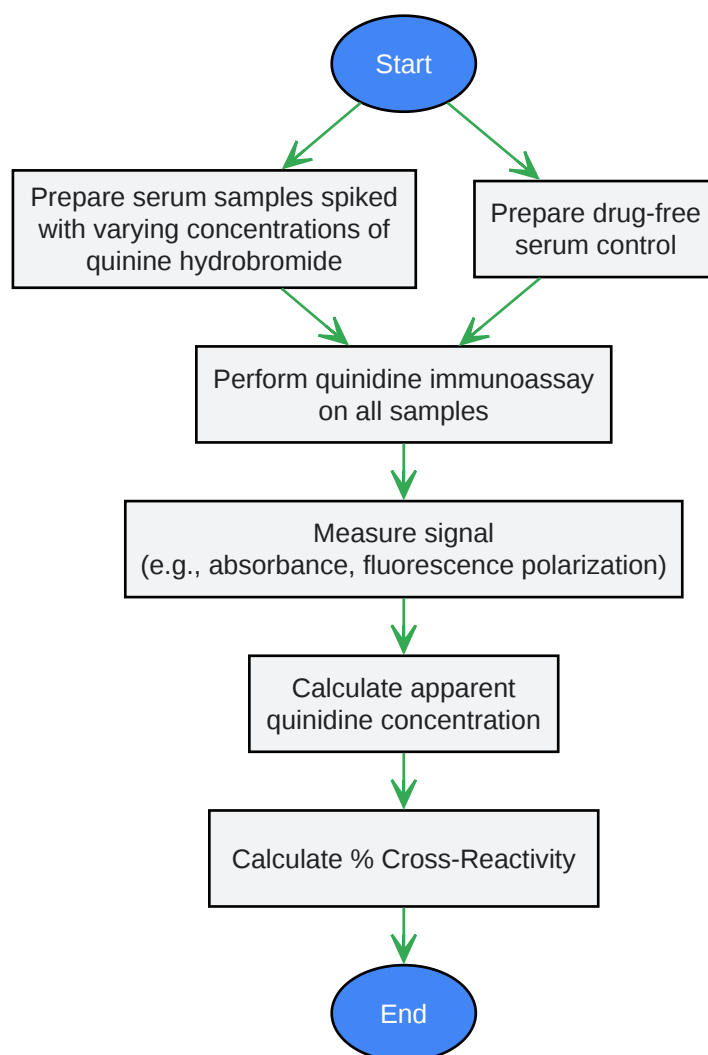 Start
Prepare serum samples spiked
with varying concentrations of
quinine hydrobromide
Prepare drug-free
serum control
Perform quinidine immunoassay
on all samples
Measure signal
(e.g., absorbance, fluorescence polarization)
Calculate apparent
quinidine concentration
Calculate % Cross-Reactivity
End